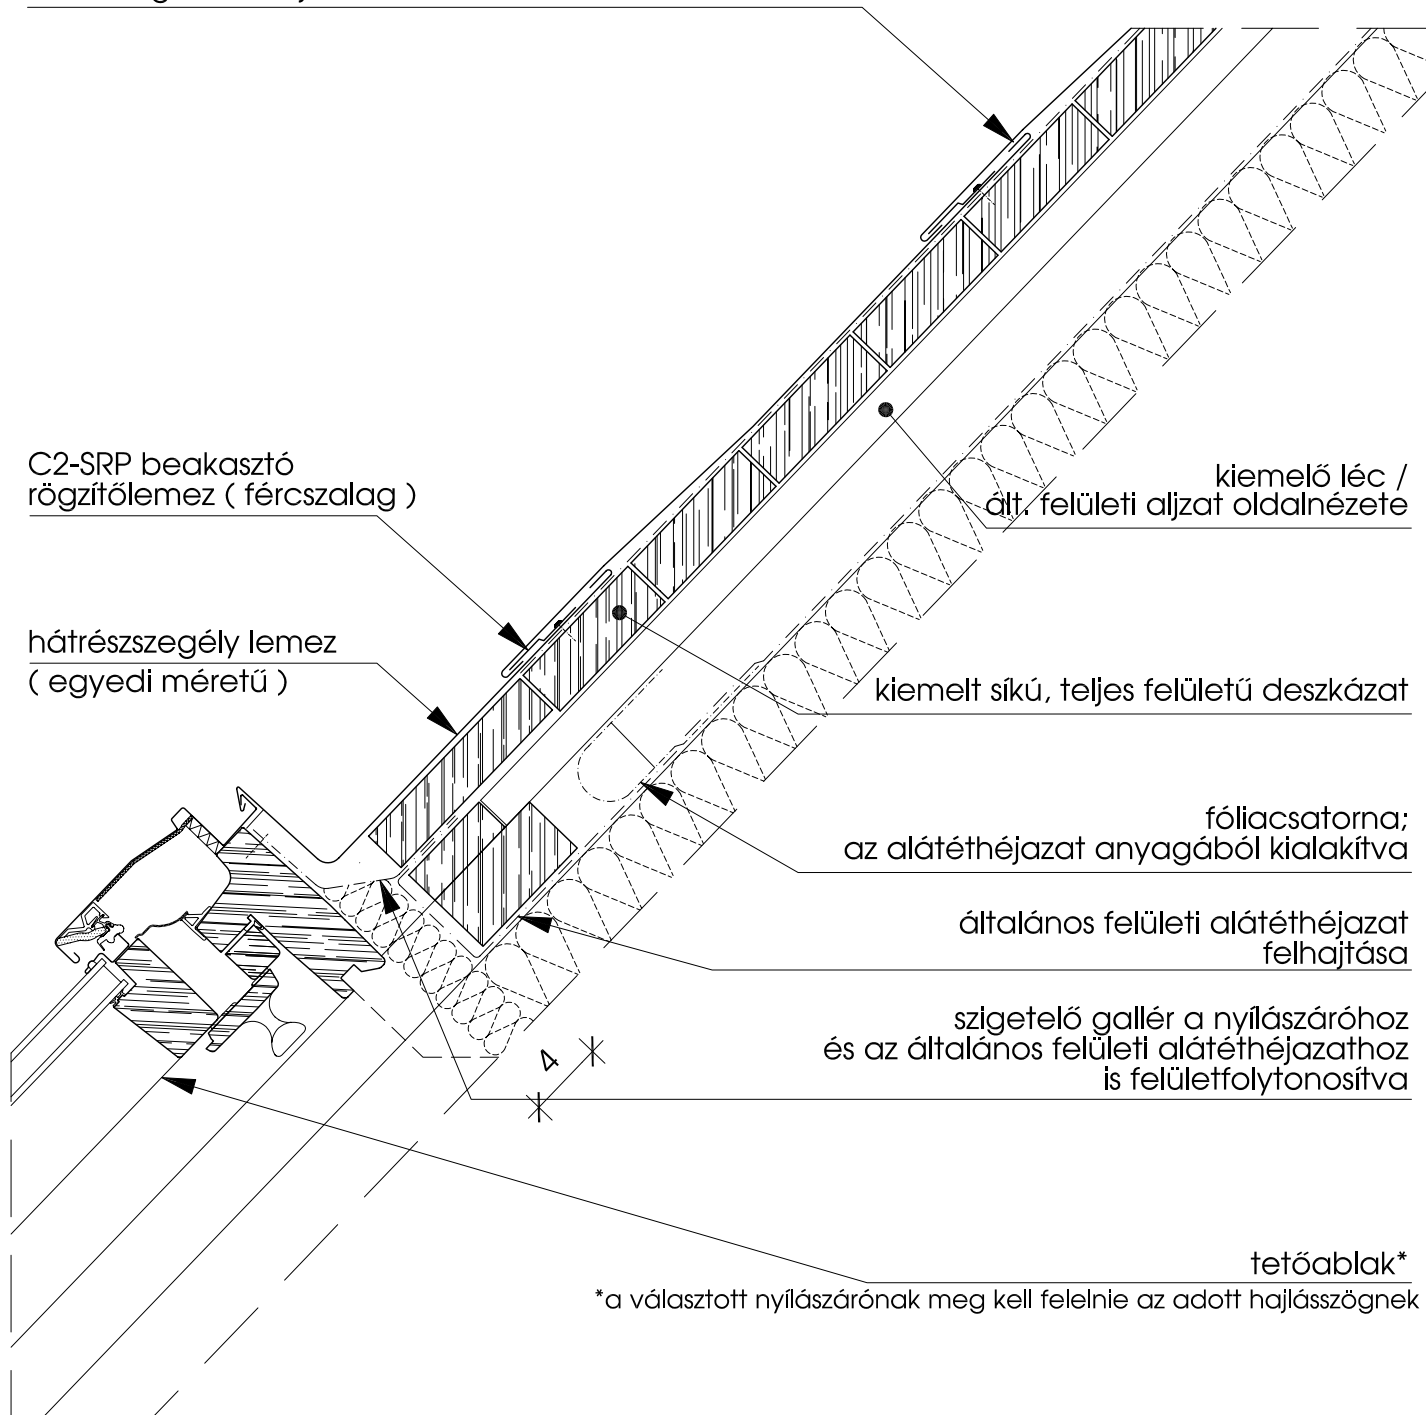 C2-SRP beakasztó
rögzítőlemez ( fércszalag )
kiemelő léc /
ált. felületi aljzat oldalnézete
hátrészszegély lemez
( egyedi méretű )
kiemelt síkú, teljes felületű deszkázat
fóliacsatorna;
az alátéthéjazat anyagából kialakítva
általános felületi alátéthéjazat
felhajtása
szigetelő gallér a nyílászáróhoz
és az általános felületi alátéthéjazathoz
is felületfolytonosítva
4
tetőablak*
*a választott nyílászárónak meg kell felelnie az adott hajlásszögnek